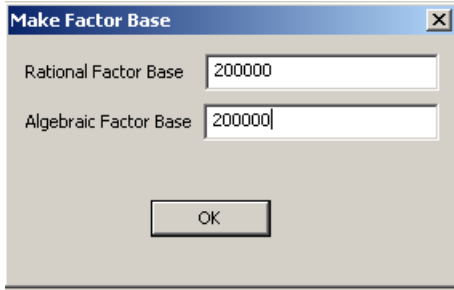 Make Factor Base
Rational Factor Base 200000
Algebraic Factor Base 200000
OK